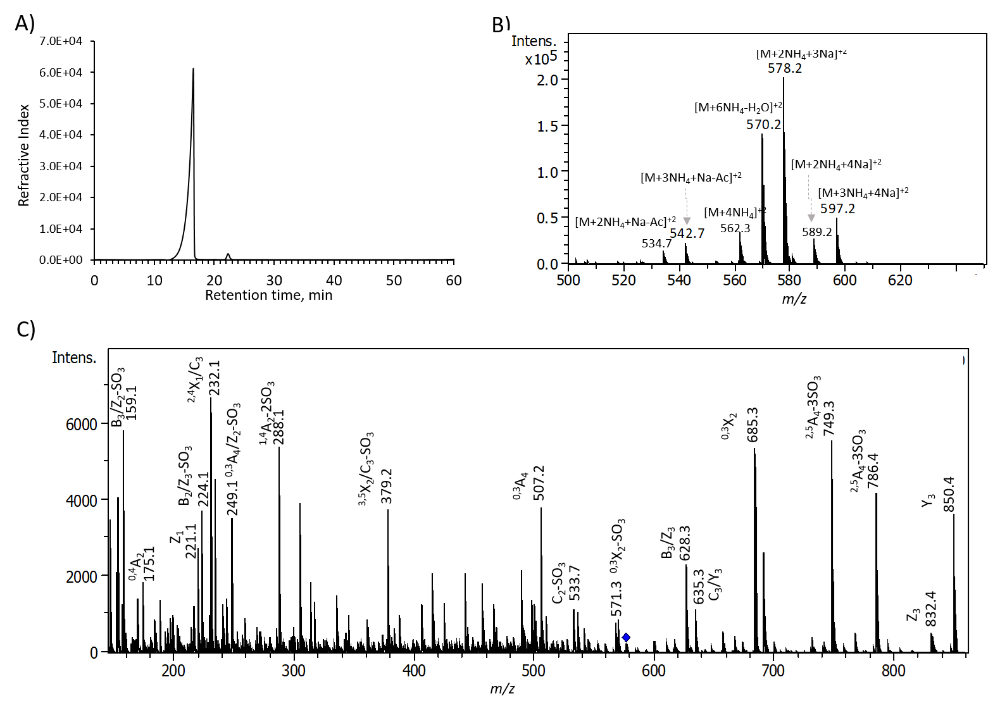 A)
7.0E+04
6.0E+04
5.0E+04
4.0E+04
3.0E+04
2.0E+04
1.0E+04
0.0E+00
Refractive Index
0 10 20 30 40 50 60
Retention time, min
B)
Intens.
x10⁵
2.0
1.5
1.0
0.5
0.0
[M+2NH₄+3Na]⁺²
578.2
[M+6NH₄-H₂O]⁺²
570.2
[M+2NH₄+4Na]⁺²
[M+3NH₄+Na-Ac]⁺²
[M+3NH₄+4Na]⁺²
597.2
[M+4NH₄]⁺²
[M+2NH₄+Na-Ac]⁺²
542.7
562.3
589.2
534.7
500 520 540 560 580 600 620
m/z
C)
Intens.
6000
4000
2000
0
B₃/Z₂-SO₃
159.1
⁰,⁴A₂
175.1
Z₁
221.1
B₂/Z₃-SO₃
224.1
²,⁴X₁/C₃
232.1
249.1 ⁰,³A₄/Z₂-SO₃
¹,⁴A₂-2SO₃
288.1
³,⁵X₂/C₃-SO₃
379.2
⁰,³A₄
507.2
C₂-SO₃
533.7
571.3 ⁰,³X₂-SO₃
B₃/Z₃
628.3
635.3
C₃/Y₃
⁰,³X₂
685.3
²,⁵A₄-3SO₃
749.3
²,⁵A₄-3SO₃
786.4
Z₃
832.4
Y₃
850.4
200 300 400 500 600 700 800
m/z